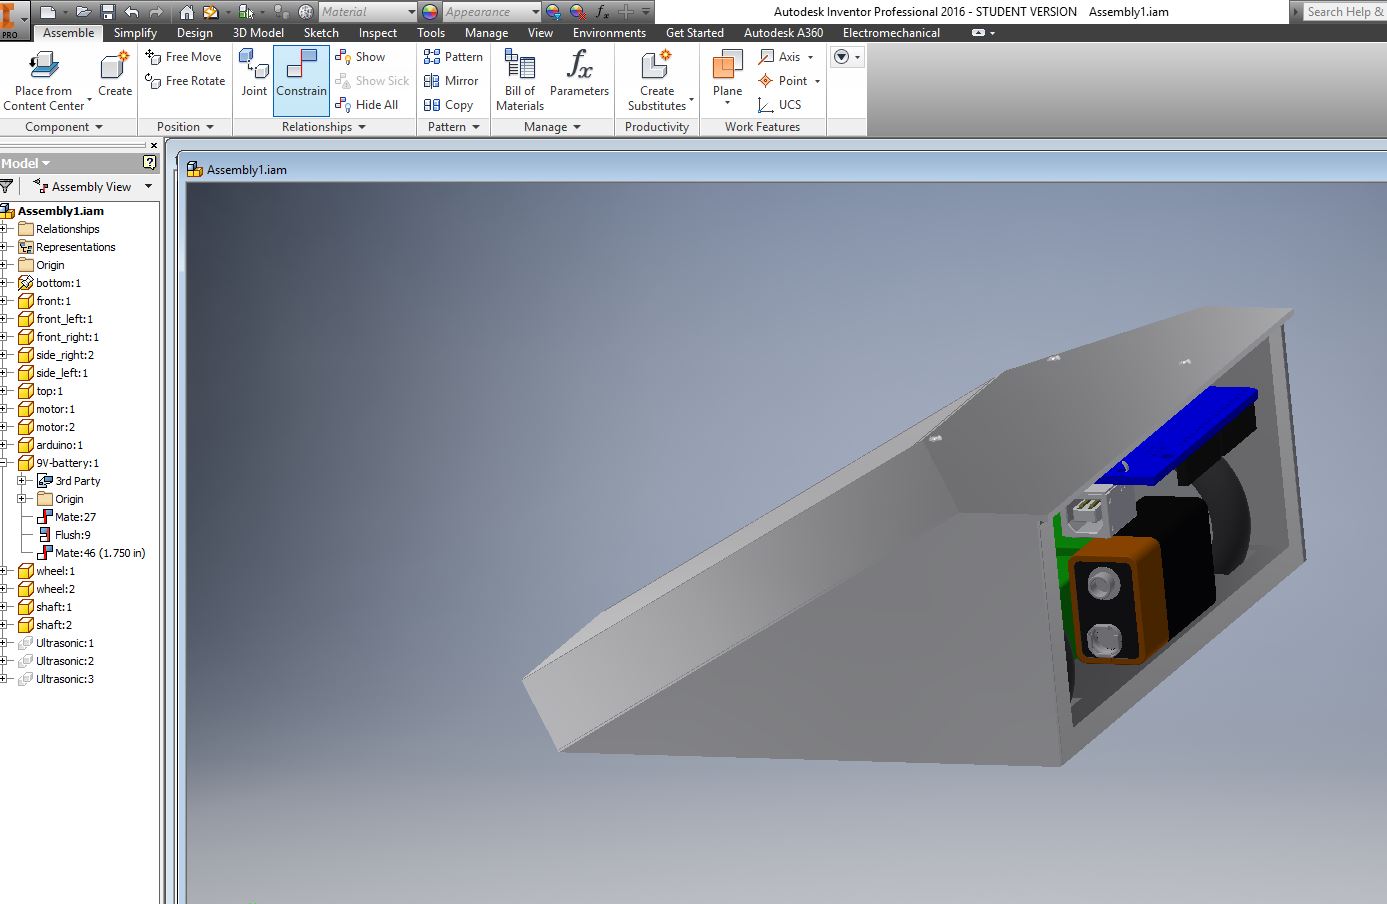 PRO
Material
Appearance
Autodesk Inventor Professional 2016 - STUDENT VERSION Assembly1.iam
Search Help &
Assemble Simplify Design 3D Model Sketch Inspect Tools Manage View Environments Get Started Autodesk A360 Electromechanical
Place from
Content Center
Create
Free Move
Free Rotate
Joint
Constrain
Show
Show Sick
Hide All
Pattern
Mirror
Copy
Bill of
Materials
Parameters
Create
Substitutes
Plane
Axis
Point
UCS
Component
Position
Relationships
Pattern
Manage
Productivity
Work Features
Model
Assembly View
Assembly1.iam
Assembly1.iam
Relationships
Representations
Origin
bottom:1
front:1
front_left:1
front_right:1
side_right:2
side_left:1
top:1
motor:1
motor:2
arduino:1
9V-battery:1
3rd Party
Origin
Mate:27
Flush:9
Mate:46 (1.750 in)
wheel:1
wheel:2
shaft:1
shaft:2
Ultrasonic:1
Ultrasonic:2
Ultrasonic:3